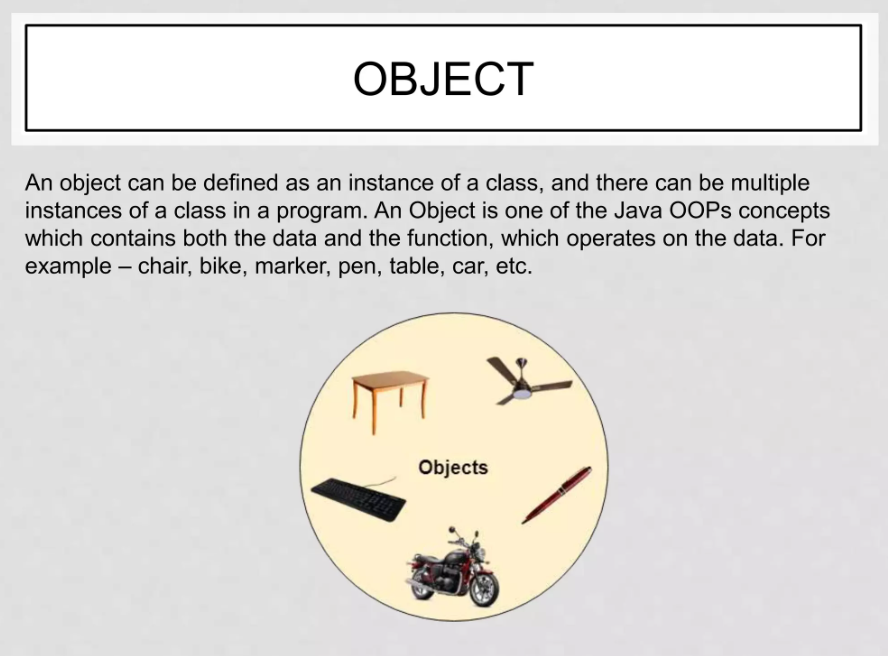 OBJECT
An object can be defined as an instance of a class, and there can be multiple
instances of a class in a program. An Object is one of the Java OOPs concepts
which contains both the data and the function, which operates on the data. For
example – chair, bike, marker, pen, table, car, etc.
Objects